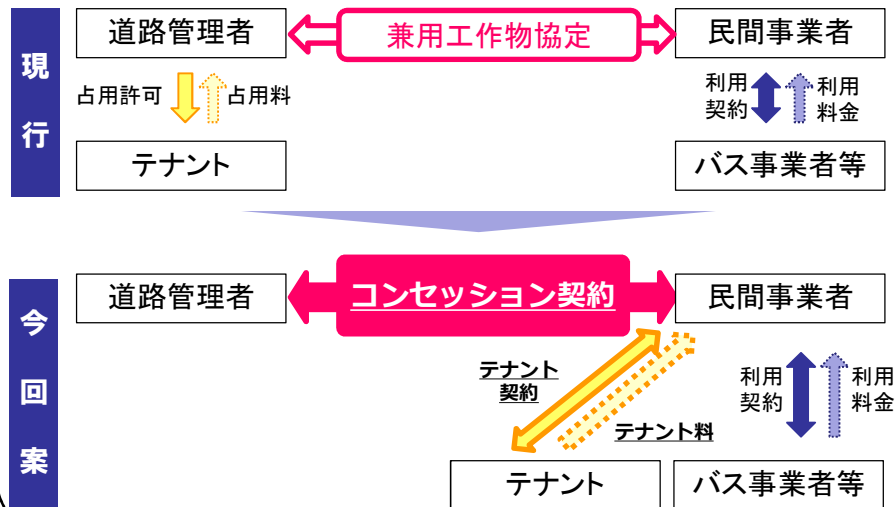 現行
道路管理者
兼用工作物協定
民間事業者
占用許可
占用料
利用
契約
利用
料金
テナント
バス事業者等
今回案
道路管理者
コンセッション契約
民間事業者
テナント
契約
テナント料
利用
契約
利用
料金
テナント
バス事業者等